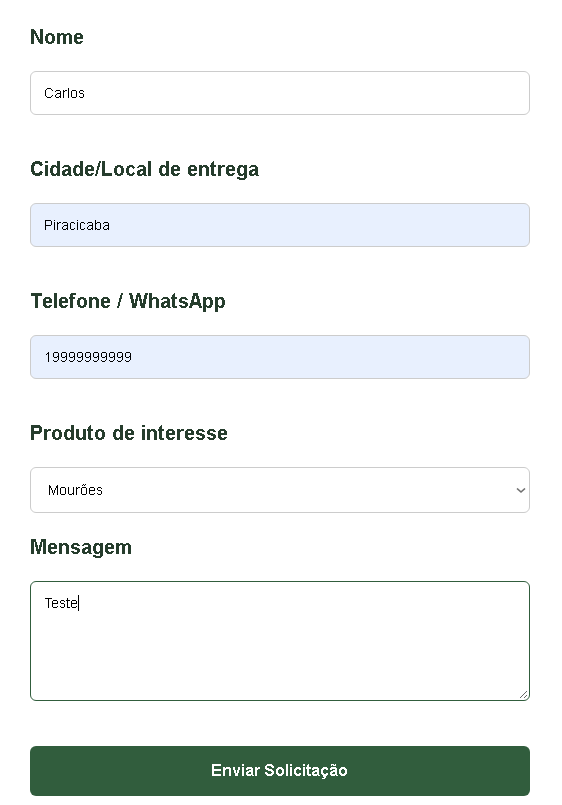 Nome
Carlos
Cidade/Local de entrega
Piracicaba
Telefone / WhatsApp
19999999999
Produto de interesse
Mourões
Mensagem
Teste
Enviar Solicitação